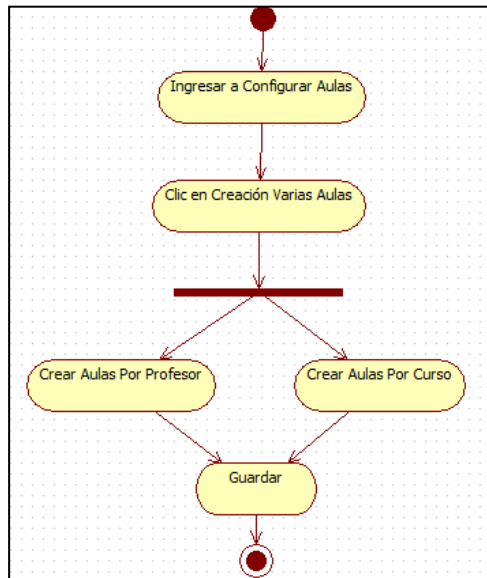 Ingresar a Configurar Aulas
Clic en Creación Varias Aulas
Crear Aulas Por Profesor
Crear Aulas Por Curso
Guardar